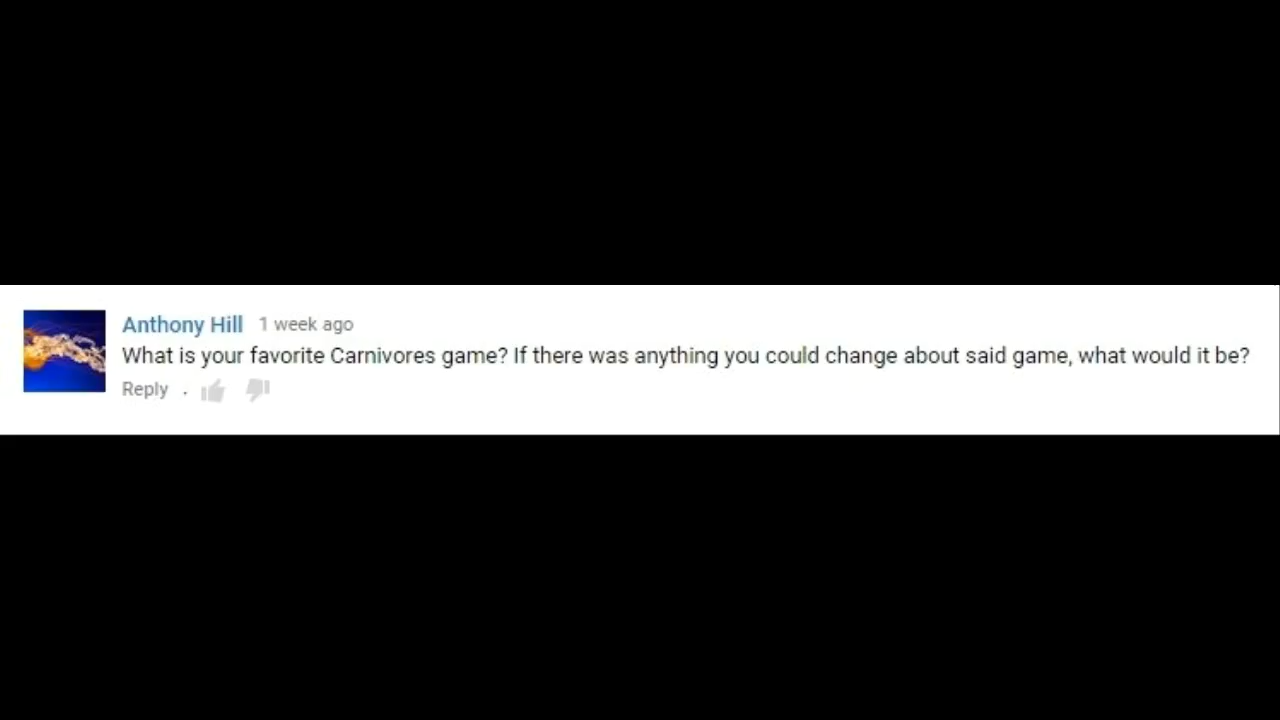 Anthony Hill 1 week ago
What is your favorite Carnivores game? If there was anything you could change about said game, what would it be?
Reply .